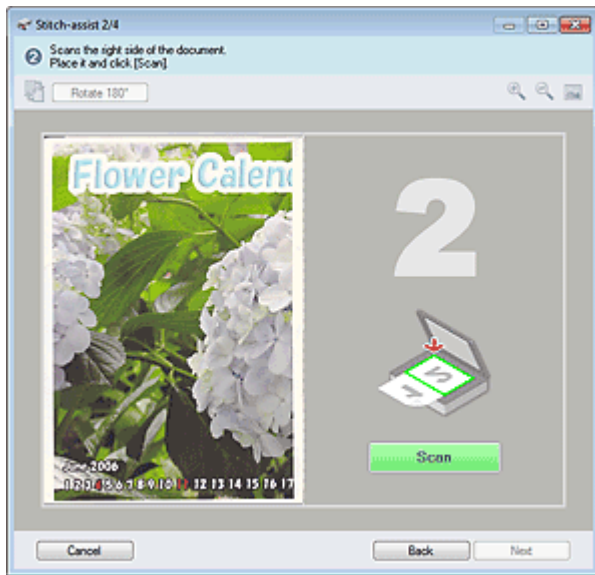 Stitch-assist 2/4
2 Scans the right side of the document.
Place it and click [Scan].
Rotate 180°
Flower Calen
2
June 2006
1 2 3 4 5 6 7 8 9 10 11 12 13 14 15 16 17
Scan
Cancel
Back
Next